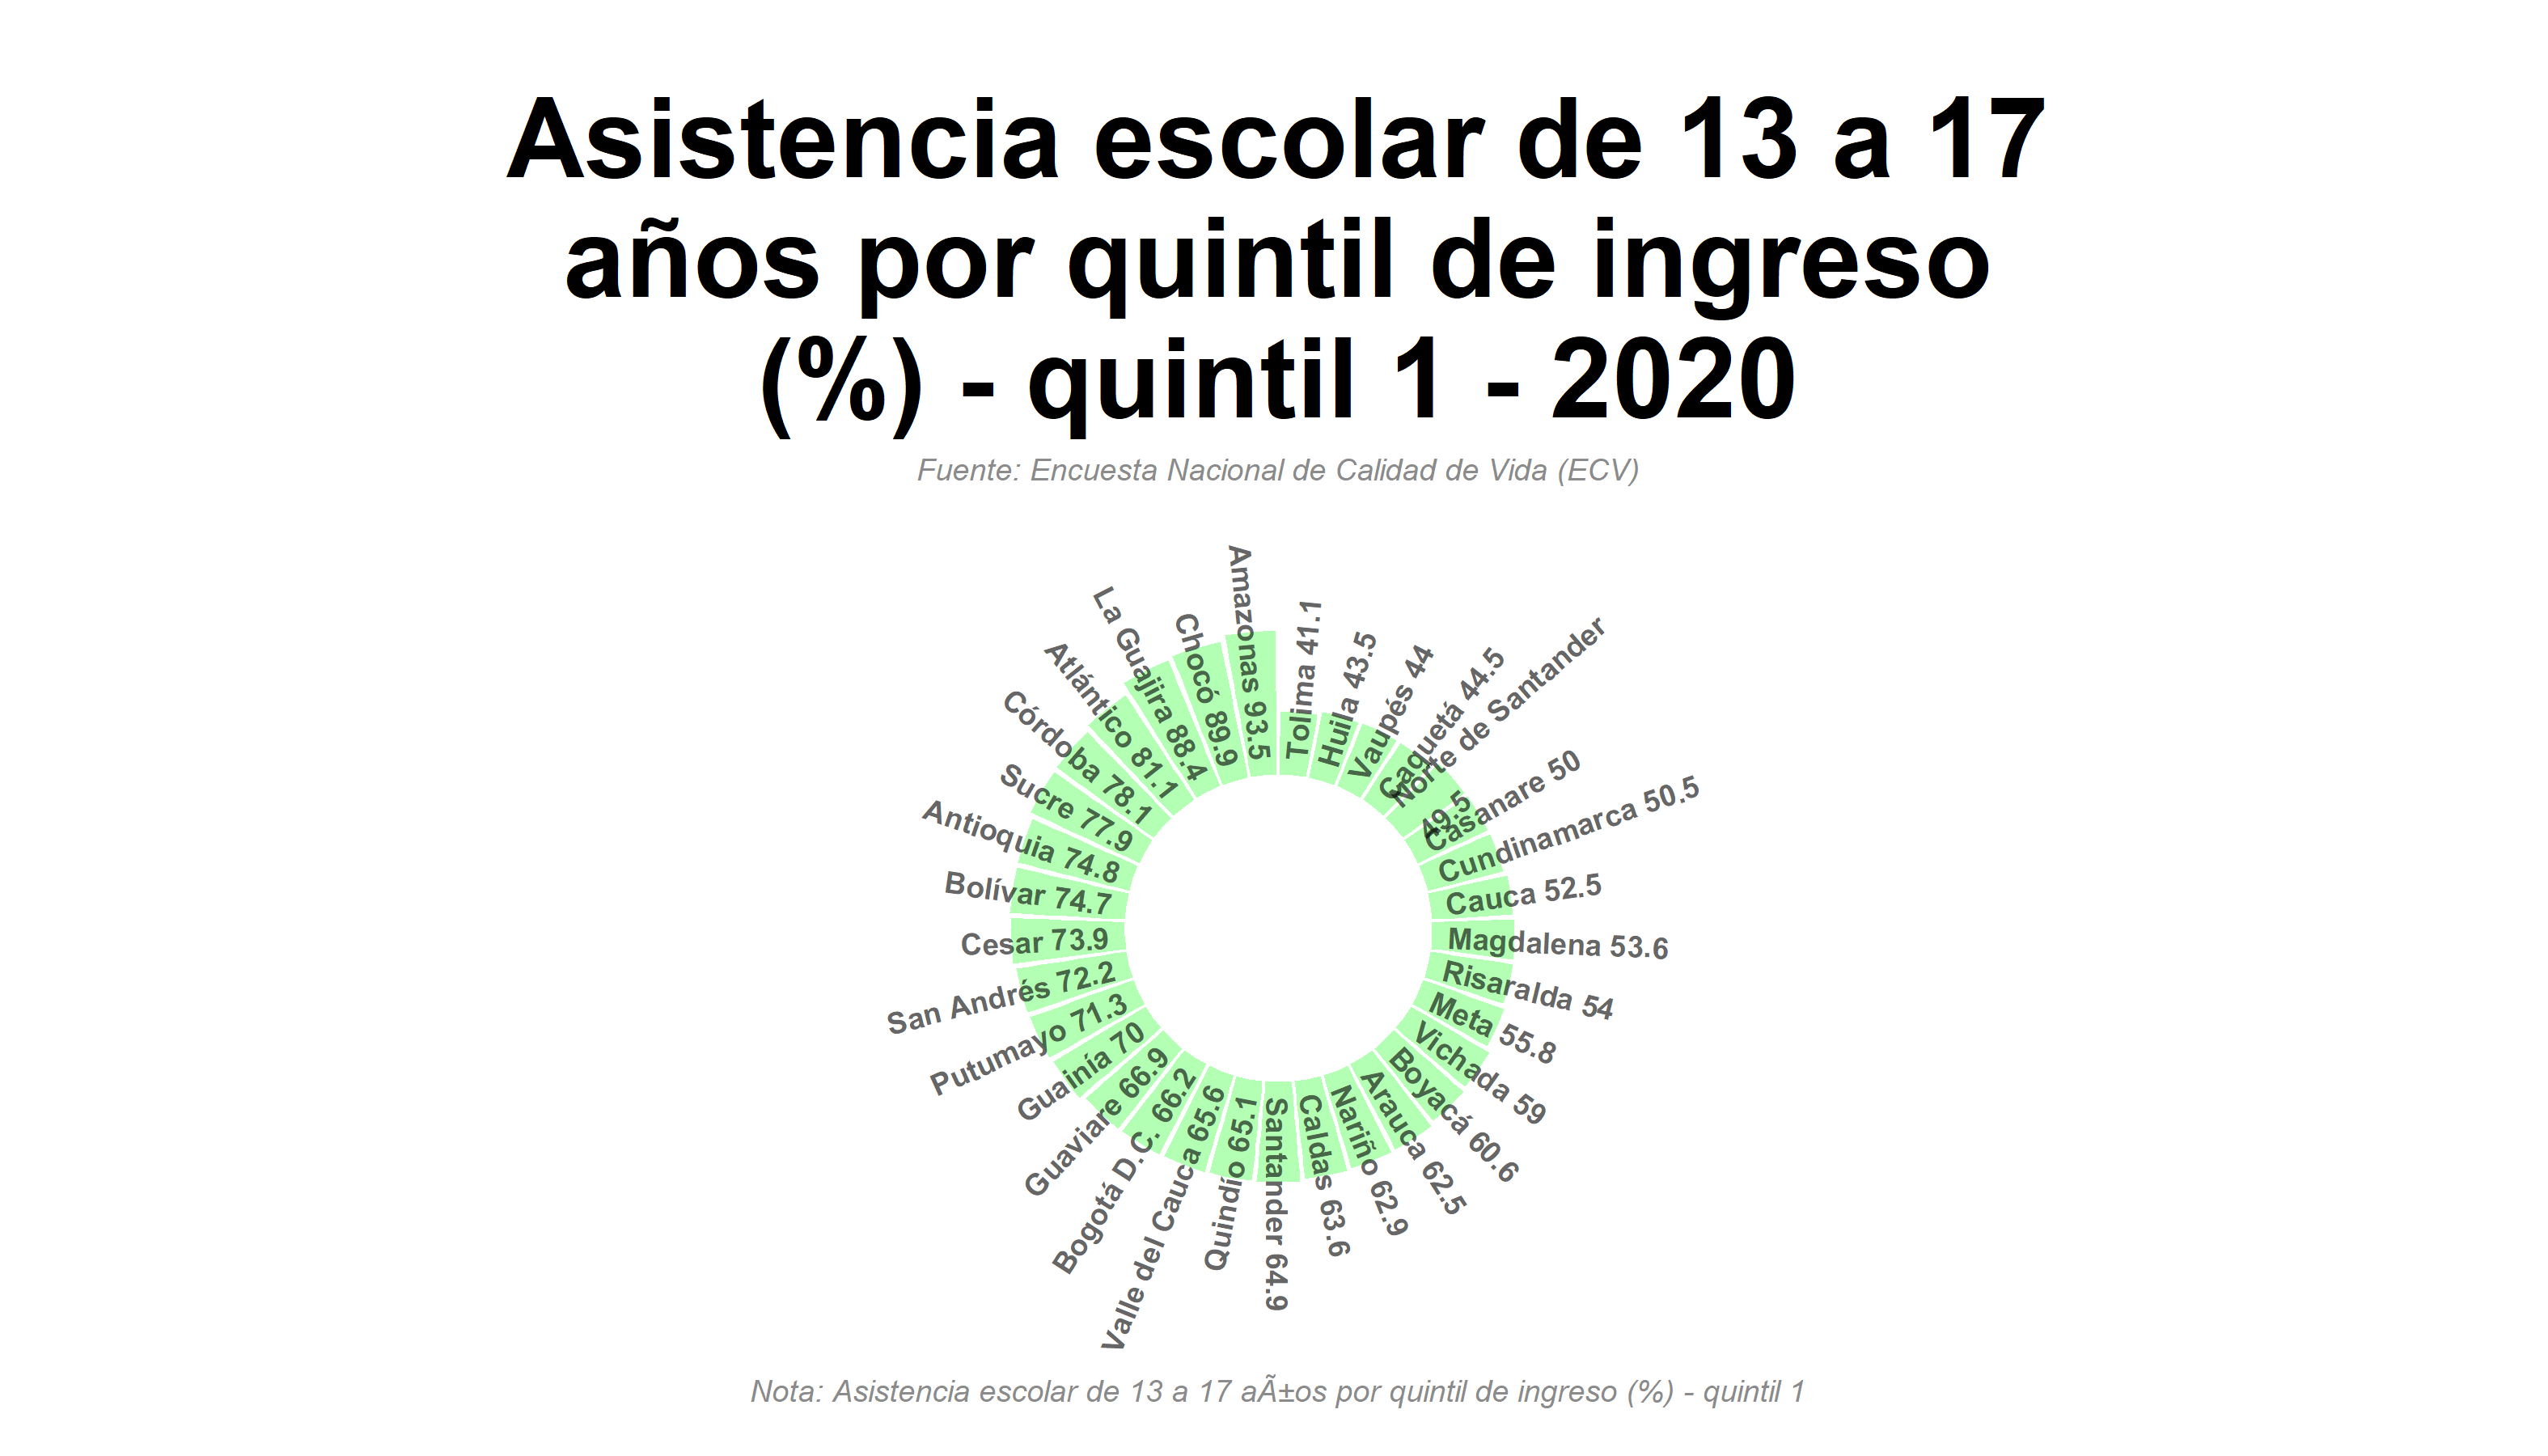 Asistencia escolar de 13 a 17
años por quintil de ingreso
(%) - quintil 1 - 2020
Fuente: Encuesta Nacional de Calidad de Vida (ECV)
Tolima 41.1
Huila 43.5
Vaupés 44
Caquetá 44.5
Norte de Santander
49.5
Casanare 50
Cundinamarca 50.5
Cauca 52.5
Magdalena 53.6
Risaralda 54
Meta 55.8
Vichada 59
Boyacá 60.6
Arauca 62.5
Nariño 62.9
Caldas 63.6
Santander 64.9
Quindío 65.1
Valle del Cauca 65.6
Bogotá D.C. 66.2
Guaviare 66.9
Guainía 70
Putumayo 71.3
San Andrés 72.2
Cesar 73.9
Bolívar 74.7
Antioquia 74.8
Sucre 77.9
Córdoba 78.1
Atlántico 81.1
La Guajira 88.4
Chocó 89.9
Amazonas 93.5
Nota: Asistencia escolar de 13 a 17 aÃ±os por quintil de ingreso (%) - quintil 1